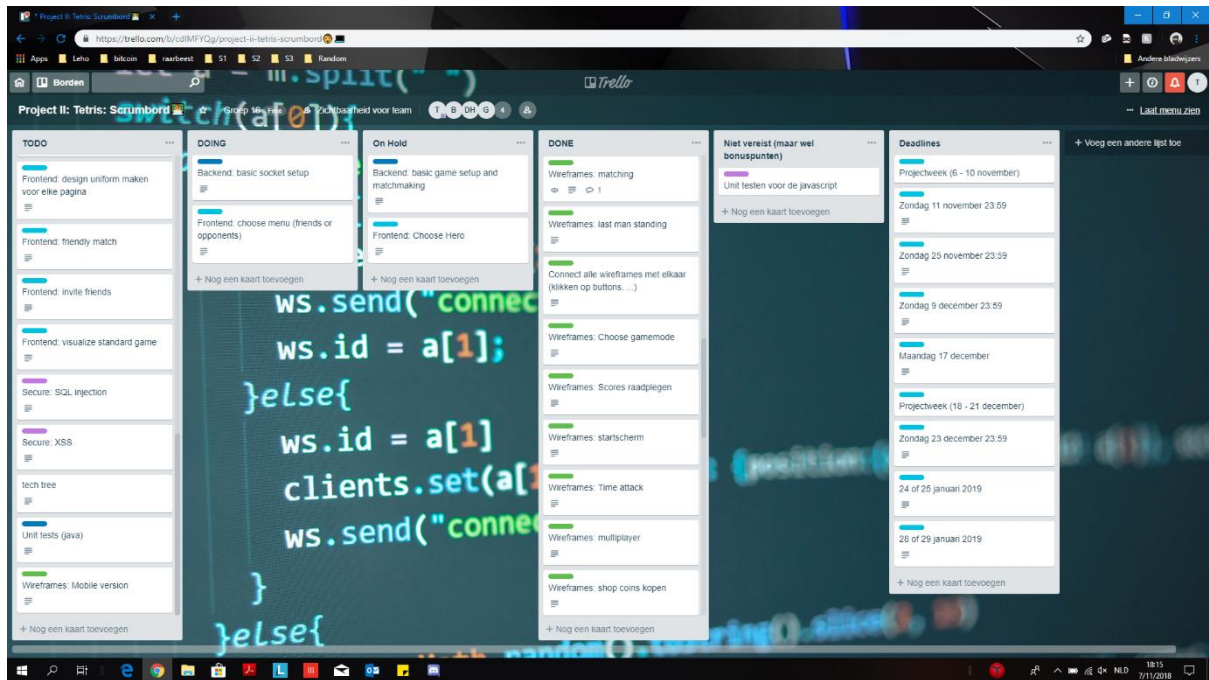 * Project II: Tetris: Scrumbord
https://trello.com/b/cdIMFYQg/project-ii-tetris-scrumbord
Apps Leho bitcoin raarbeest S1 S2 S3 Random Andere bladwijzers
Borden Trello
Project II: Tetris: Scrumbord Groep 16 Free Zichtbaarheid voor team T B DH G 4 Laat menu zien
TODO
Frontend: design uniform maken
voor elke pagina
Frontend: friendly match
Frontend: invite friends
Frontend: visualize standard game
Secure: SQL injection
Secure: XSS
tech tree
Unit tests (java)
Wireframes: Mobile version
+ Nog een kaart toevoegen
DOING
Backend: basic socket setup
Frontend: choose menu (friends or
opponents)
+ Nog een kaart toevoegen
On Hold
Backend: basic game setup and
matchmaking
Frontend: Choose Hero
+ Nog een kaart toevoegen
DONE
Wireframes: matching
1
Wireframes: last man standing
Connect alle wireframes met elkaar
(klikken op buttons, ...)
Wireframes: Choose gamemode
Wireframes: Scores raadplegen
Wireframes: startscherm
Wireframes: Time attack
Wireframes: multiplayer
Wireframes: shop coins kopen
+ Nog een kaart toevoegen
Niet vereist (maar wel
bonuspunten)
Unit testen voor de javascript
+ Nog een kaart toevoegen
Deadlines
Projectweek (6 - 10 november)
Zondag 11 november 23:59
Zondag 25 november 23:59
Zondag 9 december 23:59
Maandag 17 december
Projectweek (18 - 21 december)
Zondag 23 december 23:59
24 of 25 januari 2019
28 of 29 januari 2019
+ Nog een kaart toevoegen
+ Voeg een andere lijst toe
m.split(" ")
switch(a[0]){
ws.send("connec
ws.id = a[1];
}else{
ws.id = a[1]
clients.set(a[
ws.send("conne
}
}else{
NLD
18:15
7/11/2018